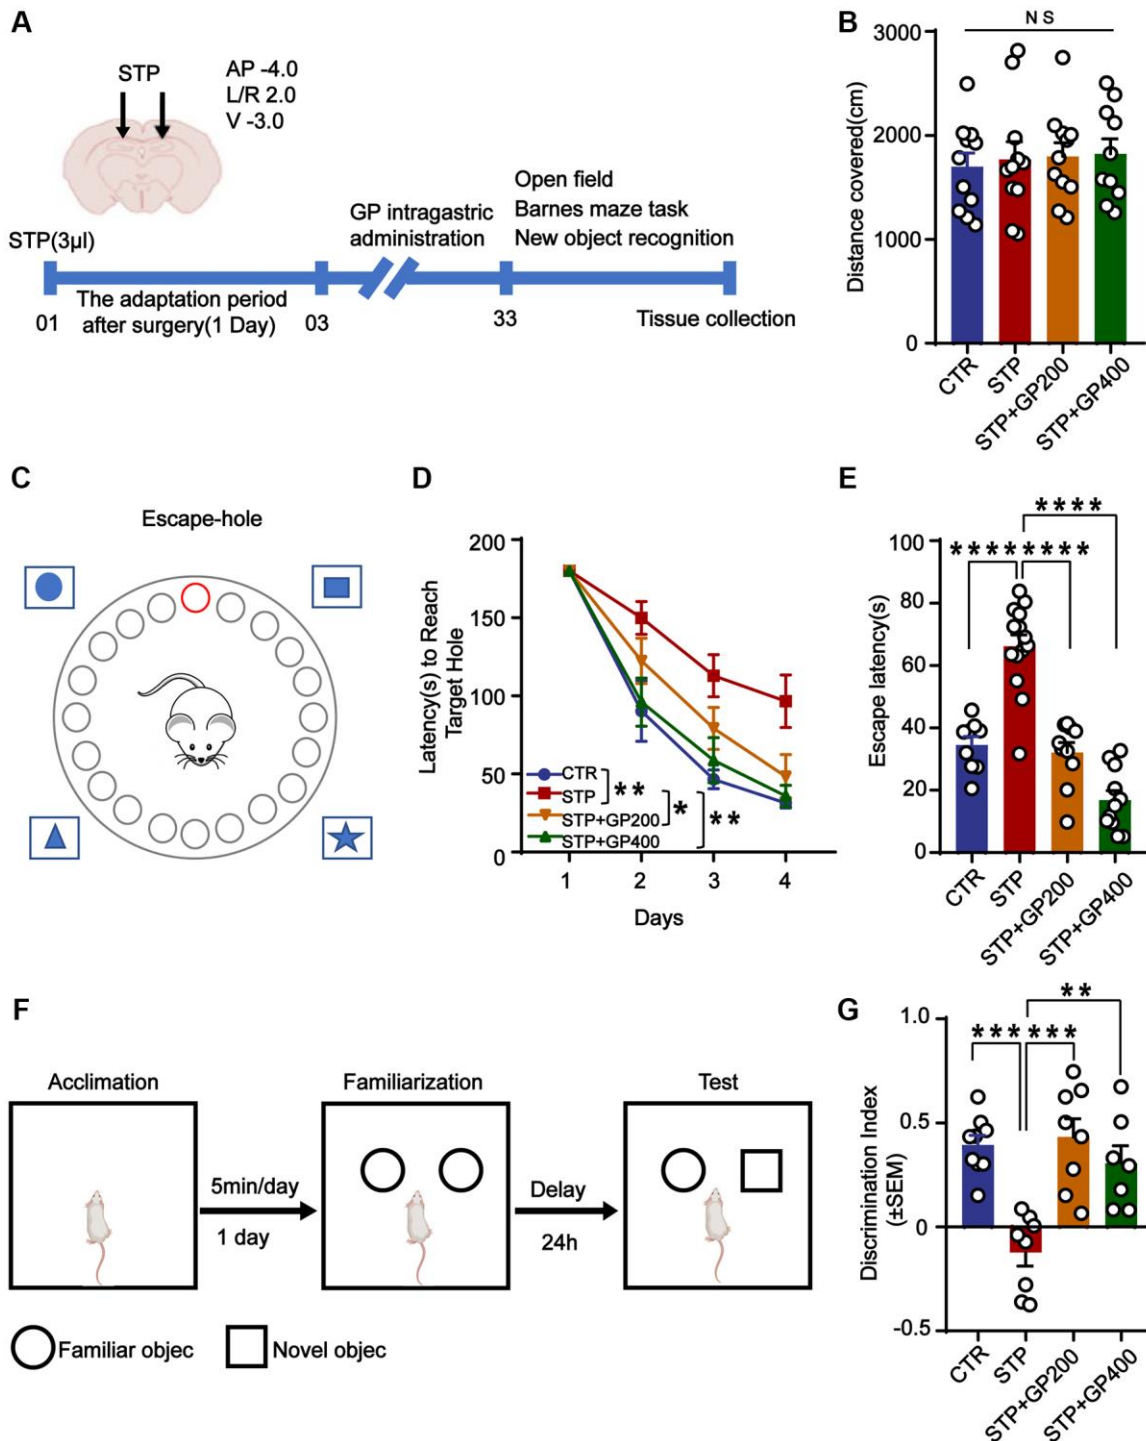 A
STP
AP -4.0
L/R 2.0
V -3.0
STP(3μl)
GP intragastric
administration
Open field
Barnes maze task
New object recognition
The adaptation period
after surgery(1 Day)
01
03
33
Tissue collection
B
NS
Distance covered(cm)
3000
2000
1000
0
CTR
STP
STP+GP200
STP+GP400
C
Escape-hole
D
Latency(s) to Reach
Target Hole
200
150
100
50
0
CTR
STP
STP+GP200
STP+GP400
**
*
**
1
2
3
4
Days
E
****
********
Escape latency(s)
100
80
60
40
20
0
CTR
STP
STP+GP200
STP+GP400
F
Acclimation
Familiarization
Test
5min/day
1 day
Delay
24h
Familiar objec
Novel objec
G
**
******
Discrimination Index
(±SEM)
1.0
0.5
0
-0.5
CTR
STP
STP+GP200
STP+GP400